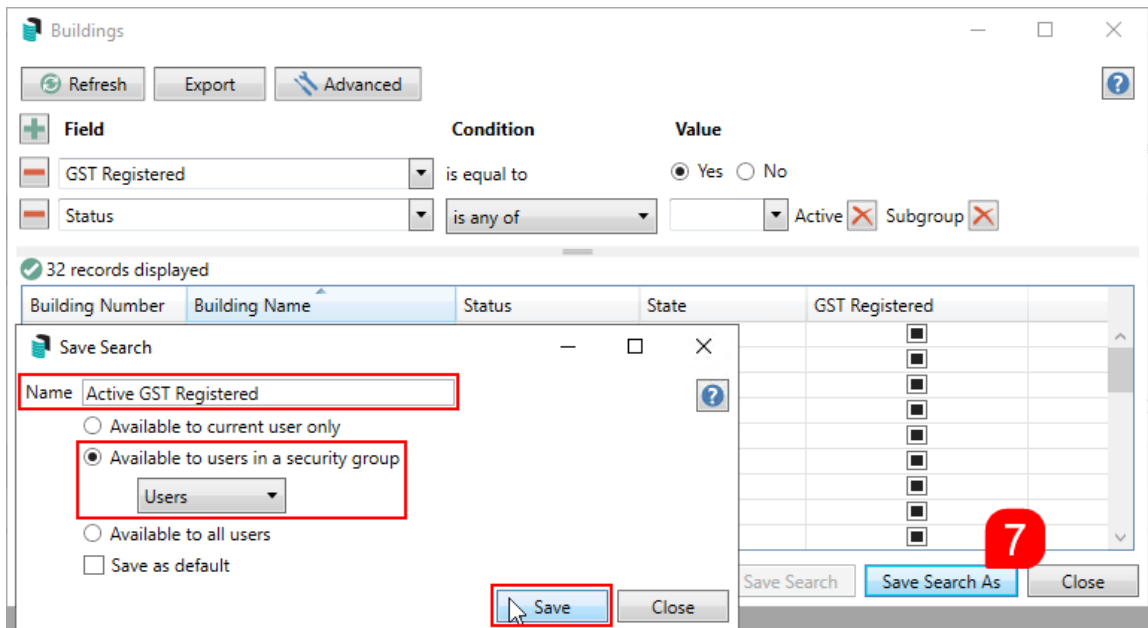 Buildings
Refresh Export Advanced ?
Field Condition Value
GST Registered is equal to Yes No
Status is any of Active Subgroup
32 records displayed
Building Number Building Name Status State GST Registered
Save Search
Name Active GST Registered ?
Available to current user only
Available to users in a security group
Users
Available to all users
Save as default
Save Close
7
Save Search Save Search As Close